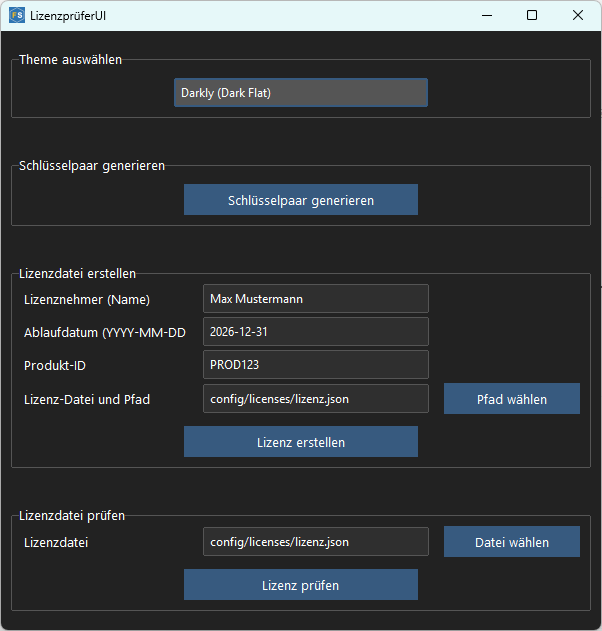 FS LizenzprüferUI
Theme auswählen
Darkly (Dark Flat)
Schlüsselpaar generieren
Schlüsselpaar generieren
Lizenzdatei erstellen
Lizenznehmer (Name) Max Mustermann
Ablaufdatum (YYYY-MM-DD 2026-12-31
Produkt-ID PROD123
Lizenz-Datei und Pfad config/licenses/lizenz.json Pfad wählen
Lizenz erstellen
Lizenzdatei prüfen
Lizenzdatei config/licenses/lizenz.json Datei wählen
Lizenz prüfen